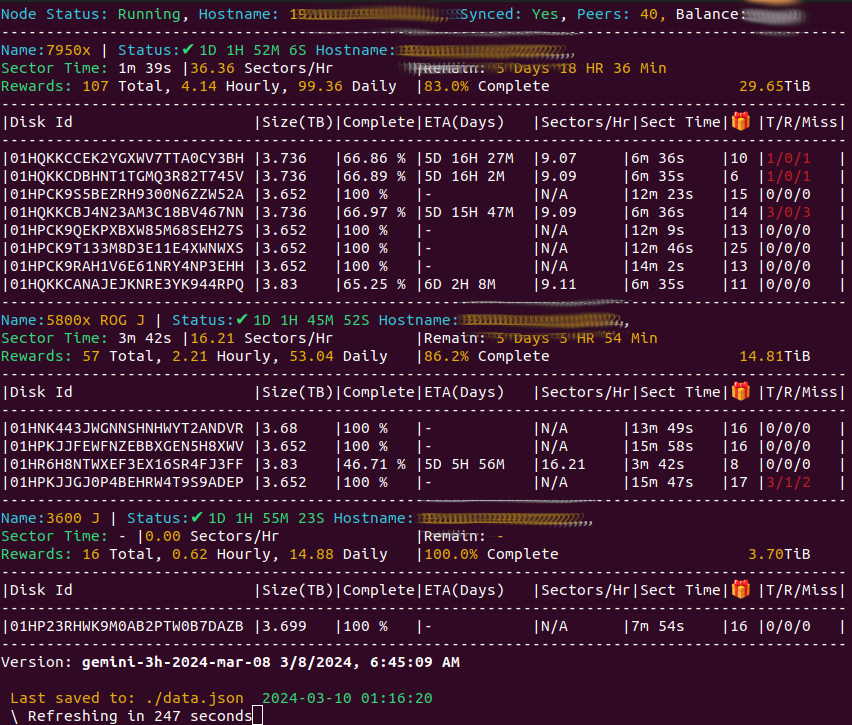 Node Status: Running, Hostname: 19 Synced: Yes, Peers: 40, Balance:
Name:7950x | Status:✔ 1D 1H 52M 6S Hostname:
Sector Time: 1m 39s |36.36 Sectors/Hr |Remain: 5 Days 18 HR 36 Min
Rewards: 107 Total, 4.14 Hourly, 99.36 Daily |83.0% Complete 29.65TiB
|Disk Id |Size(TB)|Complete|ETA(Days) |Sectors/Hr|Sect Time|🎁 |T/R/Miss|
|01HQKKCCEK2YGXWV7TTA0CY3BH |3.736 |66.86 % |5D 16H 27M |9.07 |6m 36s |10 |1/0/1 |
|01HQKKCDBHNT1TGMQ3R82T745V |3.736 |66.89 % |5D 16H 2M |9.09 |6m 35s |6 |1/0/1 |
|01HPCK9S5BEZRH9300N6ZZW52A |3.652 |100 % |- |N/A |12m 23s |15 |0/0/0 |
|01HQKKCBJ4N23AM3C18BV467NN |3.736 |66.97 % |5D 15H 47M |9.09 |6m 36s |14 |3/0/3 |
|01HPCK9QEKPXBXW85M68SEH27S |3.652 |100 % |- |N/A |12m 9s |13 |0/0/0 |
|01HPCK9T133M8D3E11E4XWNWXS |3.652 |100 % |- |N/A |12m 46s |25 |0/0/0 |
|01HPCK9RAH1V6E61NRY4NP3EHH |3.652 |100 % |- |N/A |14m 2s |13 |0/0/0 |
|01HQKKCANAJEJKNRE3YK944RPQ |3.83 |65.25 % |6D 2H 8M |9.11 |6m 35s |11 |0/0/0 |
Name:5800x ROG J | Status:✔ 1D 1H 45M 52S Hostname:
Sector Time: 3m 42s |16.21 Sectors/Hr |Remain: 5 Days 5 HR 54 Min
Rewards: 57 Total, 2.21 Hourly, 53.04 Daily |86.2% Complete 14.81TiB
|Disk Id |Size(TB)|Complete|ETA(Days) |Sectors/Hr|Sect Time|🎁 |T/R/Miss|
|01HNK443JWGNNSHNHWYT2ANDVR |3.68 |100 % |- |N/A |13m 49s |16 |0/0/0 |
|01HPKJJFEWFNZEBBXGEN5H8XWV |3.652 |100 % |- |N/A |15m 58s |16 |0/0/0 |
|01HR6H8NTWXEF3EX16SR4FJ3FF |3.83 |46.71 % |5D 5H 56M |16.21 |3m 42s |8 |0/0/0 |
|01HPKJJGJ0P4BEHRW4T9S9ADEP |3.652 |100 % |- |N/A |15m 47s |17 |3/1/2 |
Name:3600 J | Status:✔ 1D 1H 55M 23S Hostname:
Sector Time: - |0.00 Sectors/Hr |Remain: -
Rewards: 16 Total, 0.62 Hourly, 14.88 Daily |100.0% Complete 3.70TiB
|Disk Id |Size(TB)|Complete|ETA(Days) |Sectors/Hr|Sect Time|🎁 |T/R/Miss|
|01HP23RHWK9M0AB2PTW0B7DAZB |3.699 |100 % |- |N/A |7m 54s |16 |0/0/0 |
Version: gemini-3h-2024-mar-08 3/8/2024, 6:45:09 AM
Last saved to: ./data.json 2024-03-10 01:16:20
\ Refreshing in 247 seconds